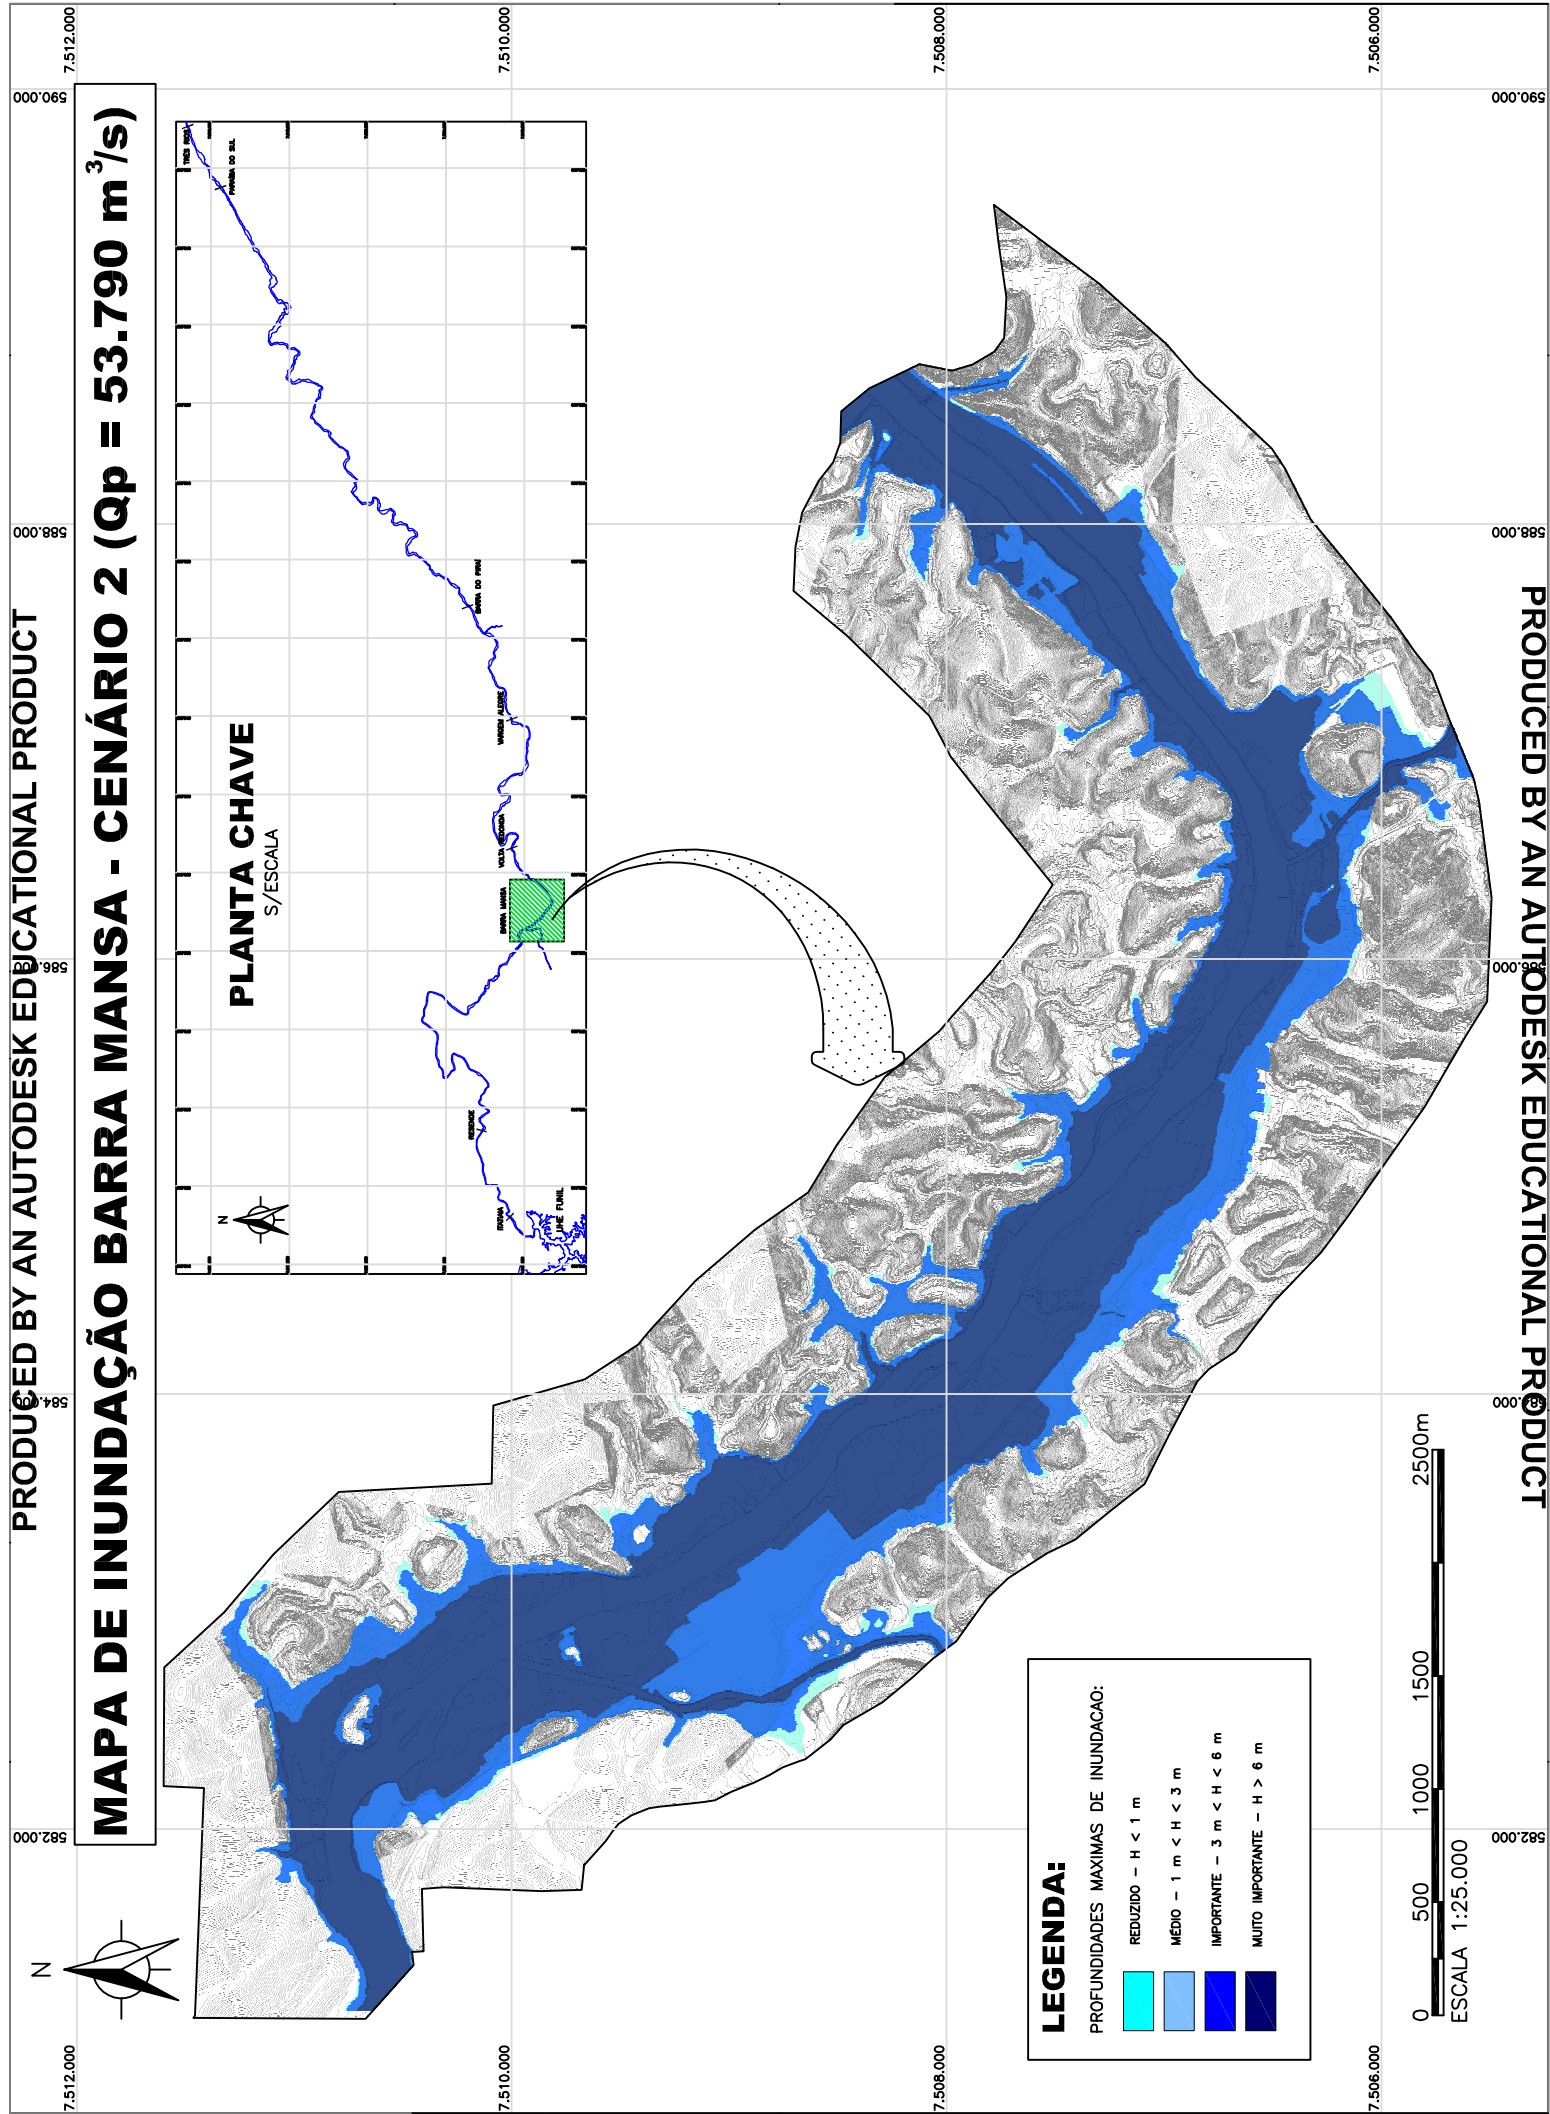 PRODUCED BY AN AUTODESK EDUCATIONAL PRODUCT
7.512.000
7.510.000
7.508.000
7.506.000
590.000
590.000
588.000
588.000
586.000
586.000
584.000
584.000
582.000
582.000
7.512.000
7.510.000
7.508.000
7.506.000
MAPA DE INUNDAÇÃO BARRA MANSA - CENÁRIO 2 (Qp = 53.790 m³/s)
N
PLANTA CHAVE
S/ESCALA
N
TRÊS RIOS
PARAÍBA DO SUL
BARRA DO PIRAÍ
VARGEM ALEGRE
VOLTA REDONDA
BARRA MANSA
RESENDE
ITATIAIA
UHE FUNIL
LEGENDA:
PROFUNDIDADES MAXIMAS DE INUNDACAO:
REDUZIDO - H < 1 m
MÉDIO - 1 m < H < 3 m
IMPORTANTE - 3 m < H < 6 m
MUITO IMPORTANTE - H > 6 m
0 500 1000 1500 2500m
ESCALA 1:25.000
PRODUCED BY AN AUTODESK EDUCATIONAL PRODUCT